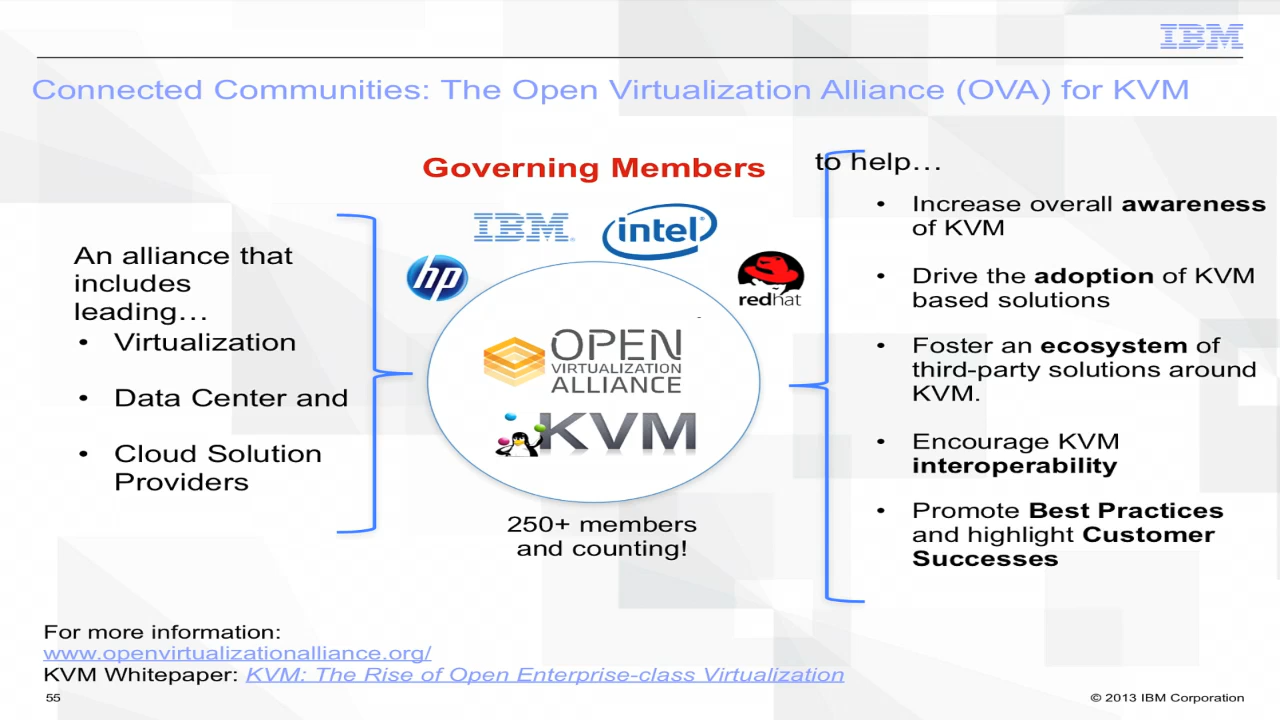 IBM
Connected Communities: The Open Virtualization Alliance (OVA) for KVM
Governing Members
IBM
intel
hp
redhat
An alliance that
includes
leading…
• Virtualization
• Data Center and
• Cloud Solution
Providers
OPEN
VIRTUALIZATION
ALLIANCE
KVM
250+ members
and counting!
to help…
• Increase overall awareness
of KVM
• Drive the adoption of KVM
based solutions
• Foster an ecosystem of
third-party solutions around
KVM.
• Encourage KVM
interoperability
• Promote Best Practices
and highlight Customer
Successes
For more information:
www.openvirtualizationalliance.org/
KVM Whitepaper: KVM: The Rise of Open Enterprise-class Virtualization
55
© 2013 IBM Corporation